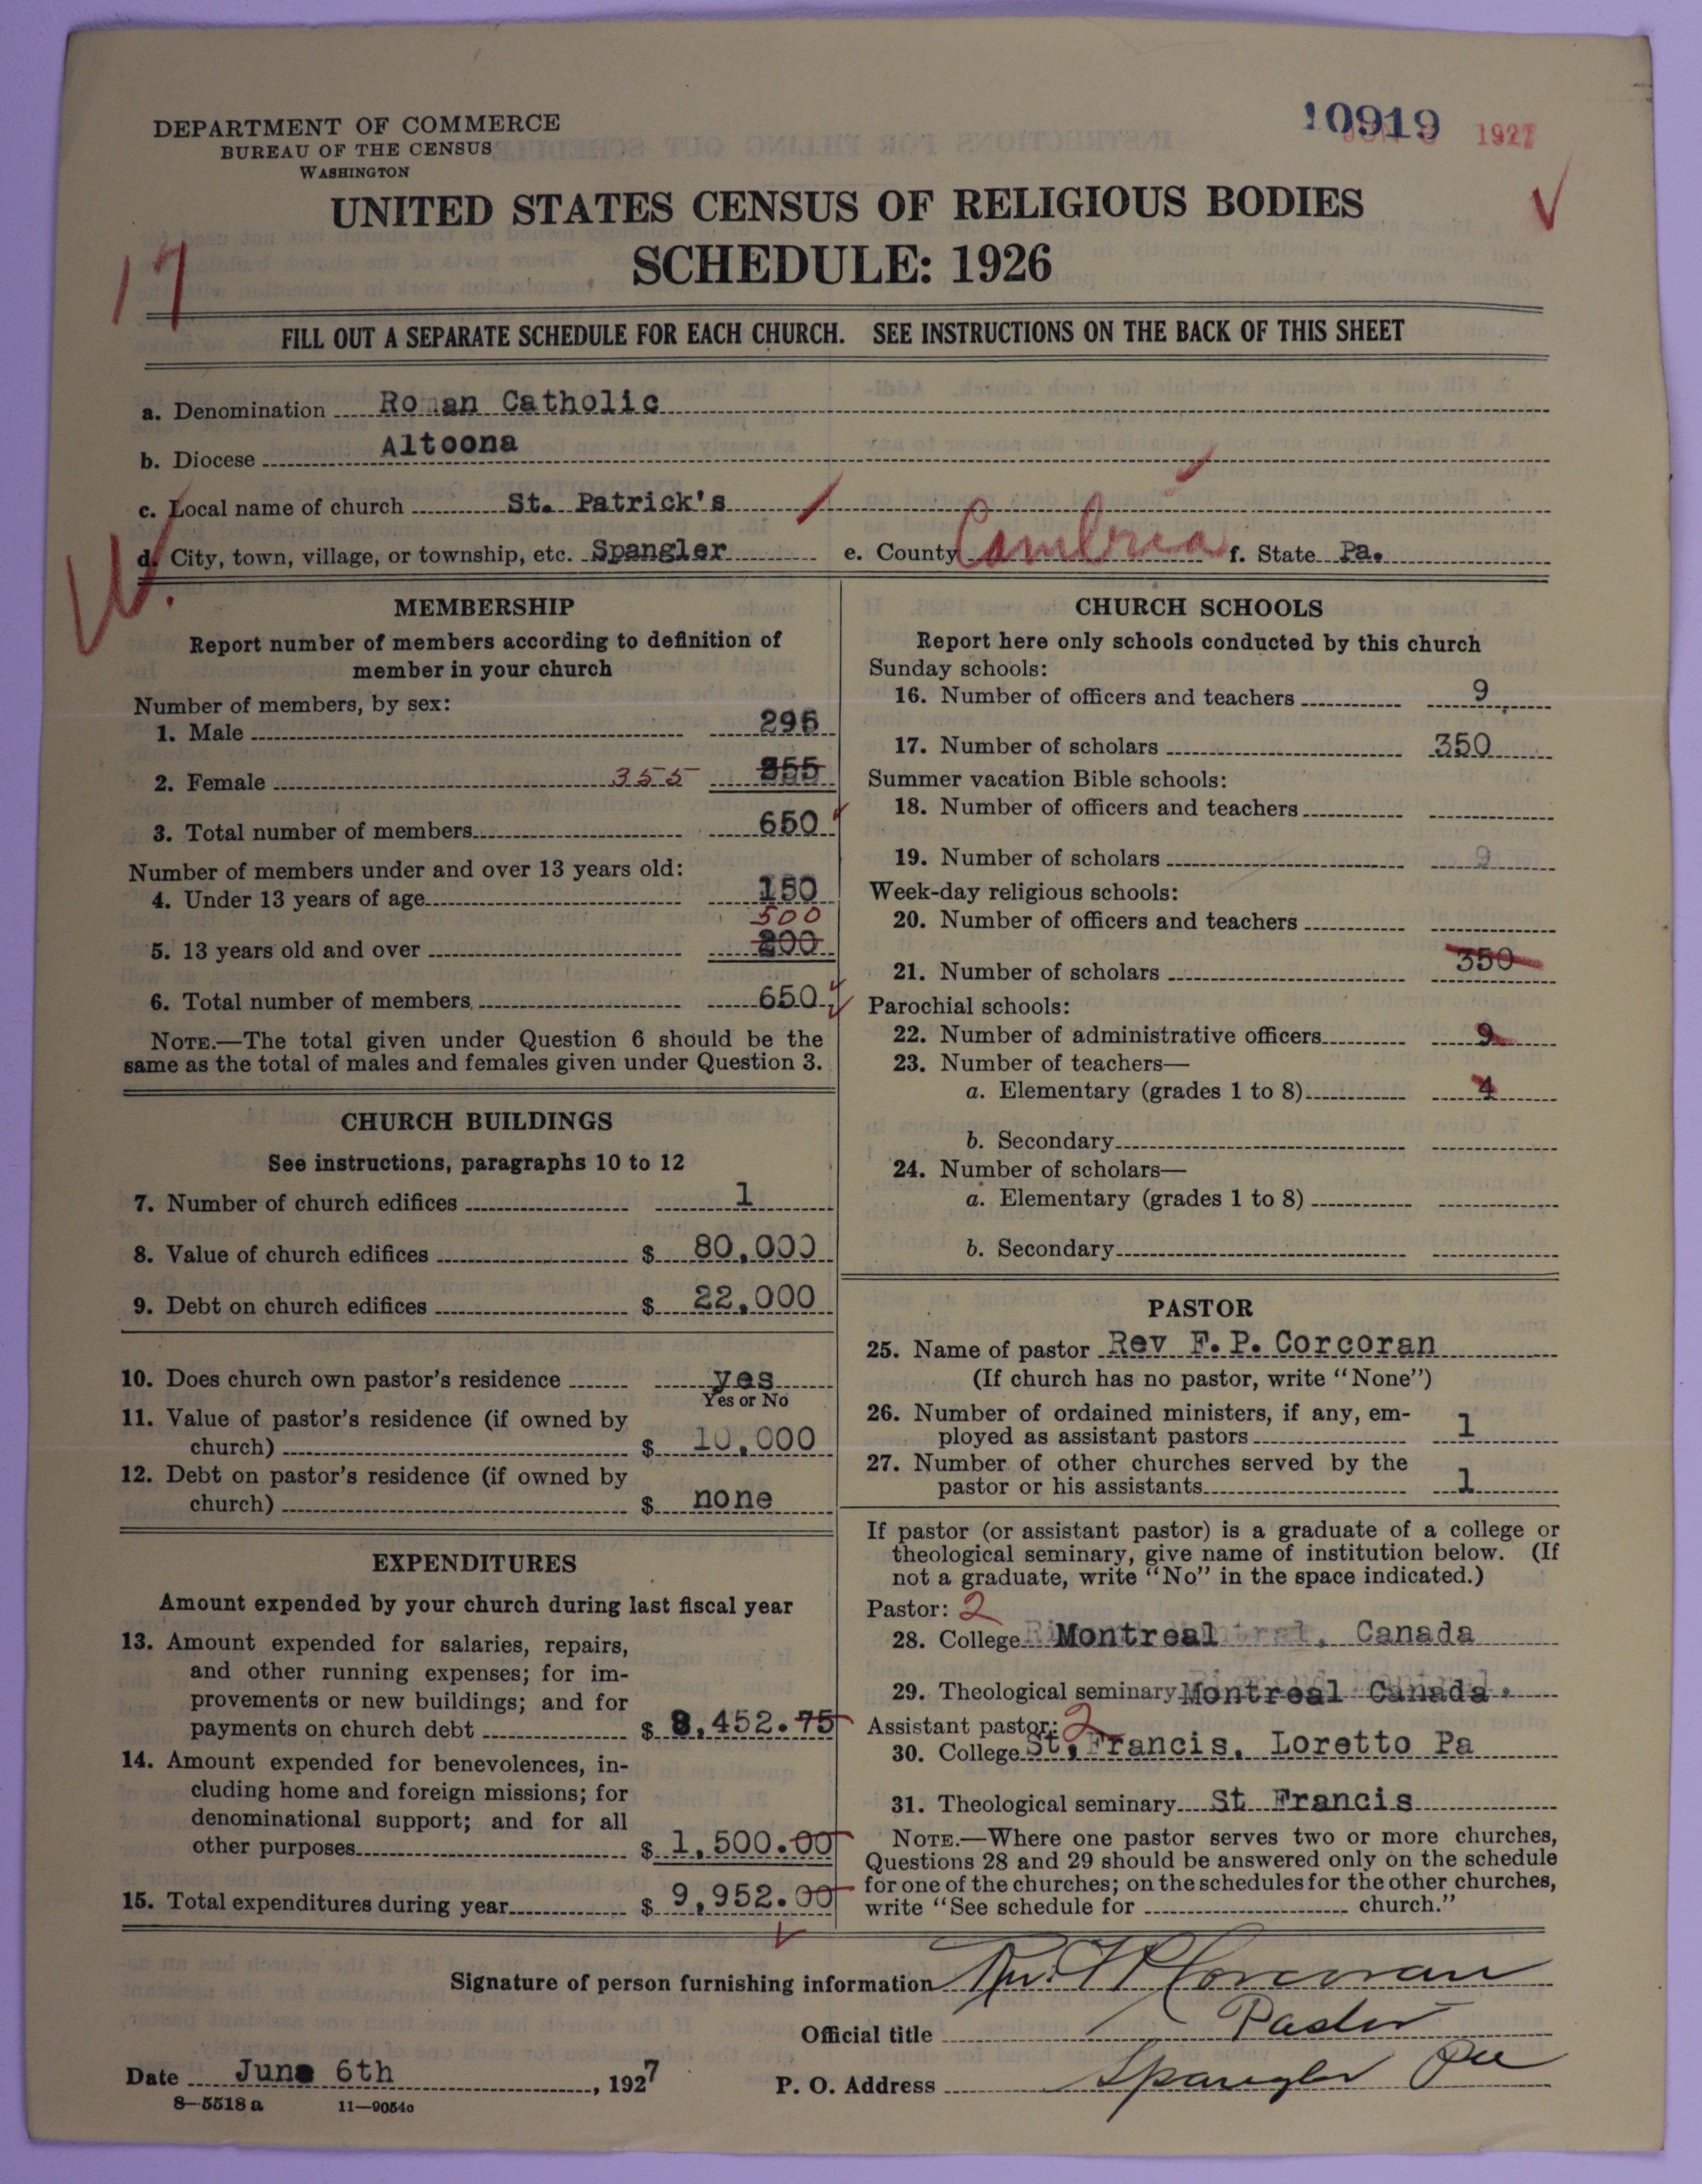 DEPARTMENT OF COMMERCE
BUREAU OF THE CENSUS
WASHINGTON
10919
1927
UNITED STATES CENSUS OF RELIGIOUS BODIES
SCHEDULE: 1926
17
FILL OUT A SEPARATE SCHEDULE FOR EACH CHURCH. SEE INSTRUCTIONS ON THE BACK OF THIS SHEET
a. Denomination Roman Catholic
b. Diocese Altoona
c. Local name of church St. Patrick's
d. City, town, village, or township, etc. Spangler e. County Cambria f. State Pa.
MEMBERSHIP
Report number of members according to definition of
member in your church
Number of members, by sex:
1. Male 295
2. Female 355 355
3. Total number of members 650
Number of members under and over 13 years old:
4. Under 13 years of age 150
500
5. 13 years old and over 200
6. Total number of members 650
NOTE.—The total given under Question 6 should be the
same as the total of males and females given under Question 3.
CHURCH BUILDINGS
See instructions, paragraphs 10 to 12
7. Number of church edifices 1
8. Value of church edifices $ 80,000
9. Debt on church edifices $ 22,000
10. Does church own pastor's residence yes
Yes or No
11. Value of pastor's residence (if owned by
church) $ 10,000
12. Debt on pastor's residence (if owned by
church) $ none
EXPENDITURES
Amount expended by your church during last fiscal year
13. Amount expended for salaries, repairs,
and other running expenses; for im-
provements or new buildings; and for
payments on church debt $ 8,452.75
14. Amount expended for benevolences, in-
cluding home and foreign missions; for
denominational support; and for all
other purposes $ 1,500.00
15. Total expenditures during year $ 9,952.00
CHURCH SCHOOLS
Report here only schools conducted by this church
Sunday schools:
16. Number of officers and teachers 9
17. Number of scholars 350
Summer vacation Bible schools:
18. Number of officers and teachers
19. Number of scholars 9
Week-day religious schools:
20. Number of officers and teachers
21. Number of scholars 350
Parochial schools:
22. Number of administrative officers 9
23. Number of teachers—
a. Elementary (grades 1 to 8) 4
b. Secondary
24. Number of scholars—
a. Elementary (grades 1 to 8)
b. Secondary
PASTOR
25. Name of pastor Rev F. P. Corcoran
(If church has no pastor, write "None")
26. Number of ordained ministers, if any, em-
ployed as assistant pastors 1
27. Number of other churches served by the
pastor or his assistants 1
If pastor (or assistant pastor) is a graduate of a college or
theological seminary, give name of institution below. (If
not a graduate, write "No" in the space indicated.)
Pastor: 2
28. College Montreal, Canada
29. Theological seminary Montreal Canada.
Assistant pastor: 2
30. College St. Francis, Loretto Pa
31. Theological seminary St Francis
NOTE.—Where one pastor serves two or more churches,
Questions 28 and 29 should be answered only on the schedule
for one of the churches; on the schedules for the other churches,
write "See schedule for church."
Signature of person furnishing information Rev. F P Corcoran
Official title Pastor
Date June 6th, 1927 P. O. Address Spangler Pa
8—5518 a 11—9054c